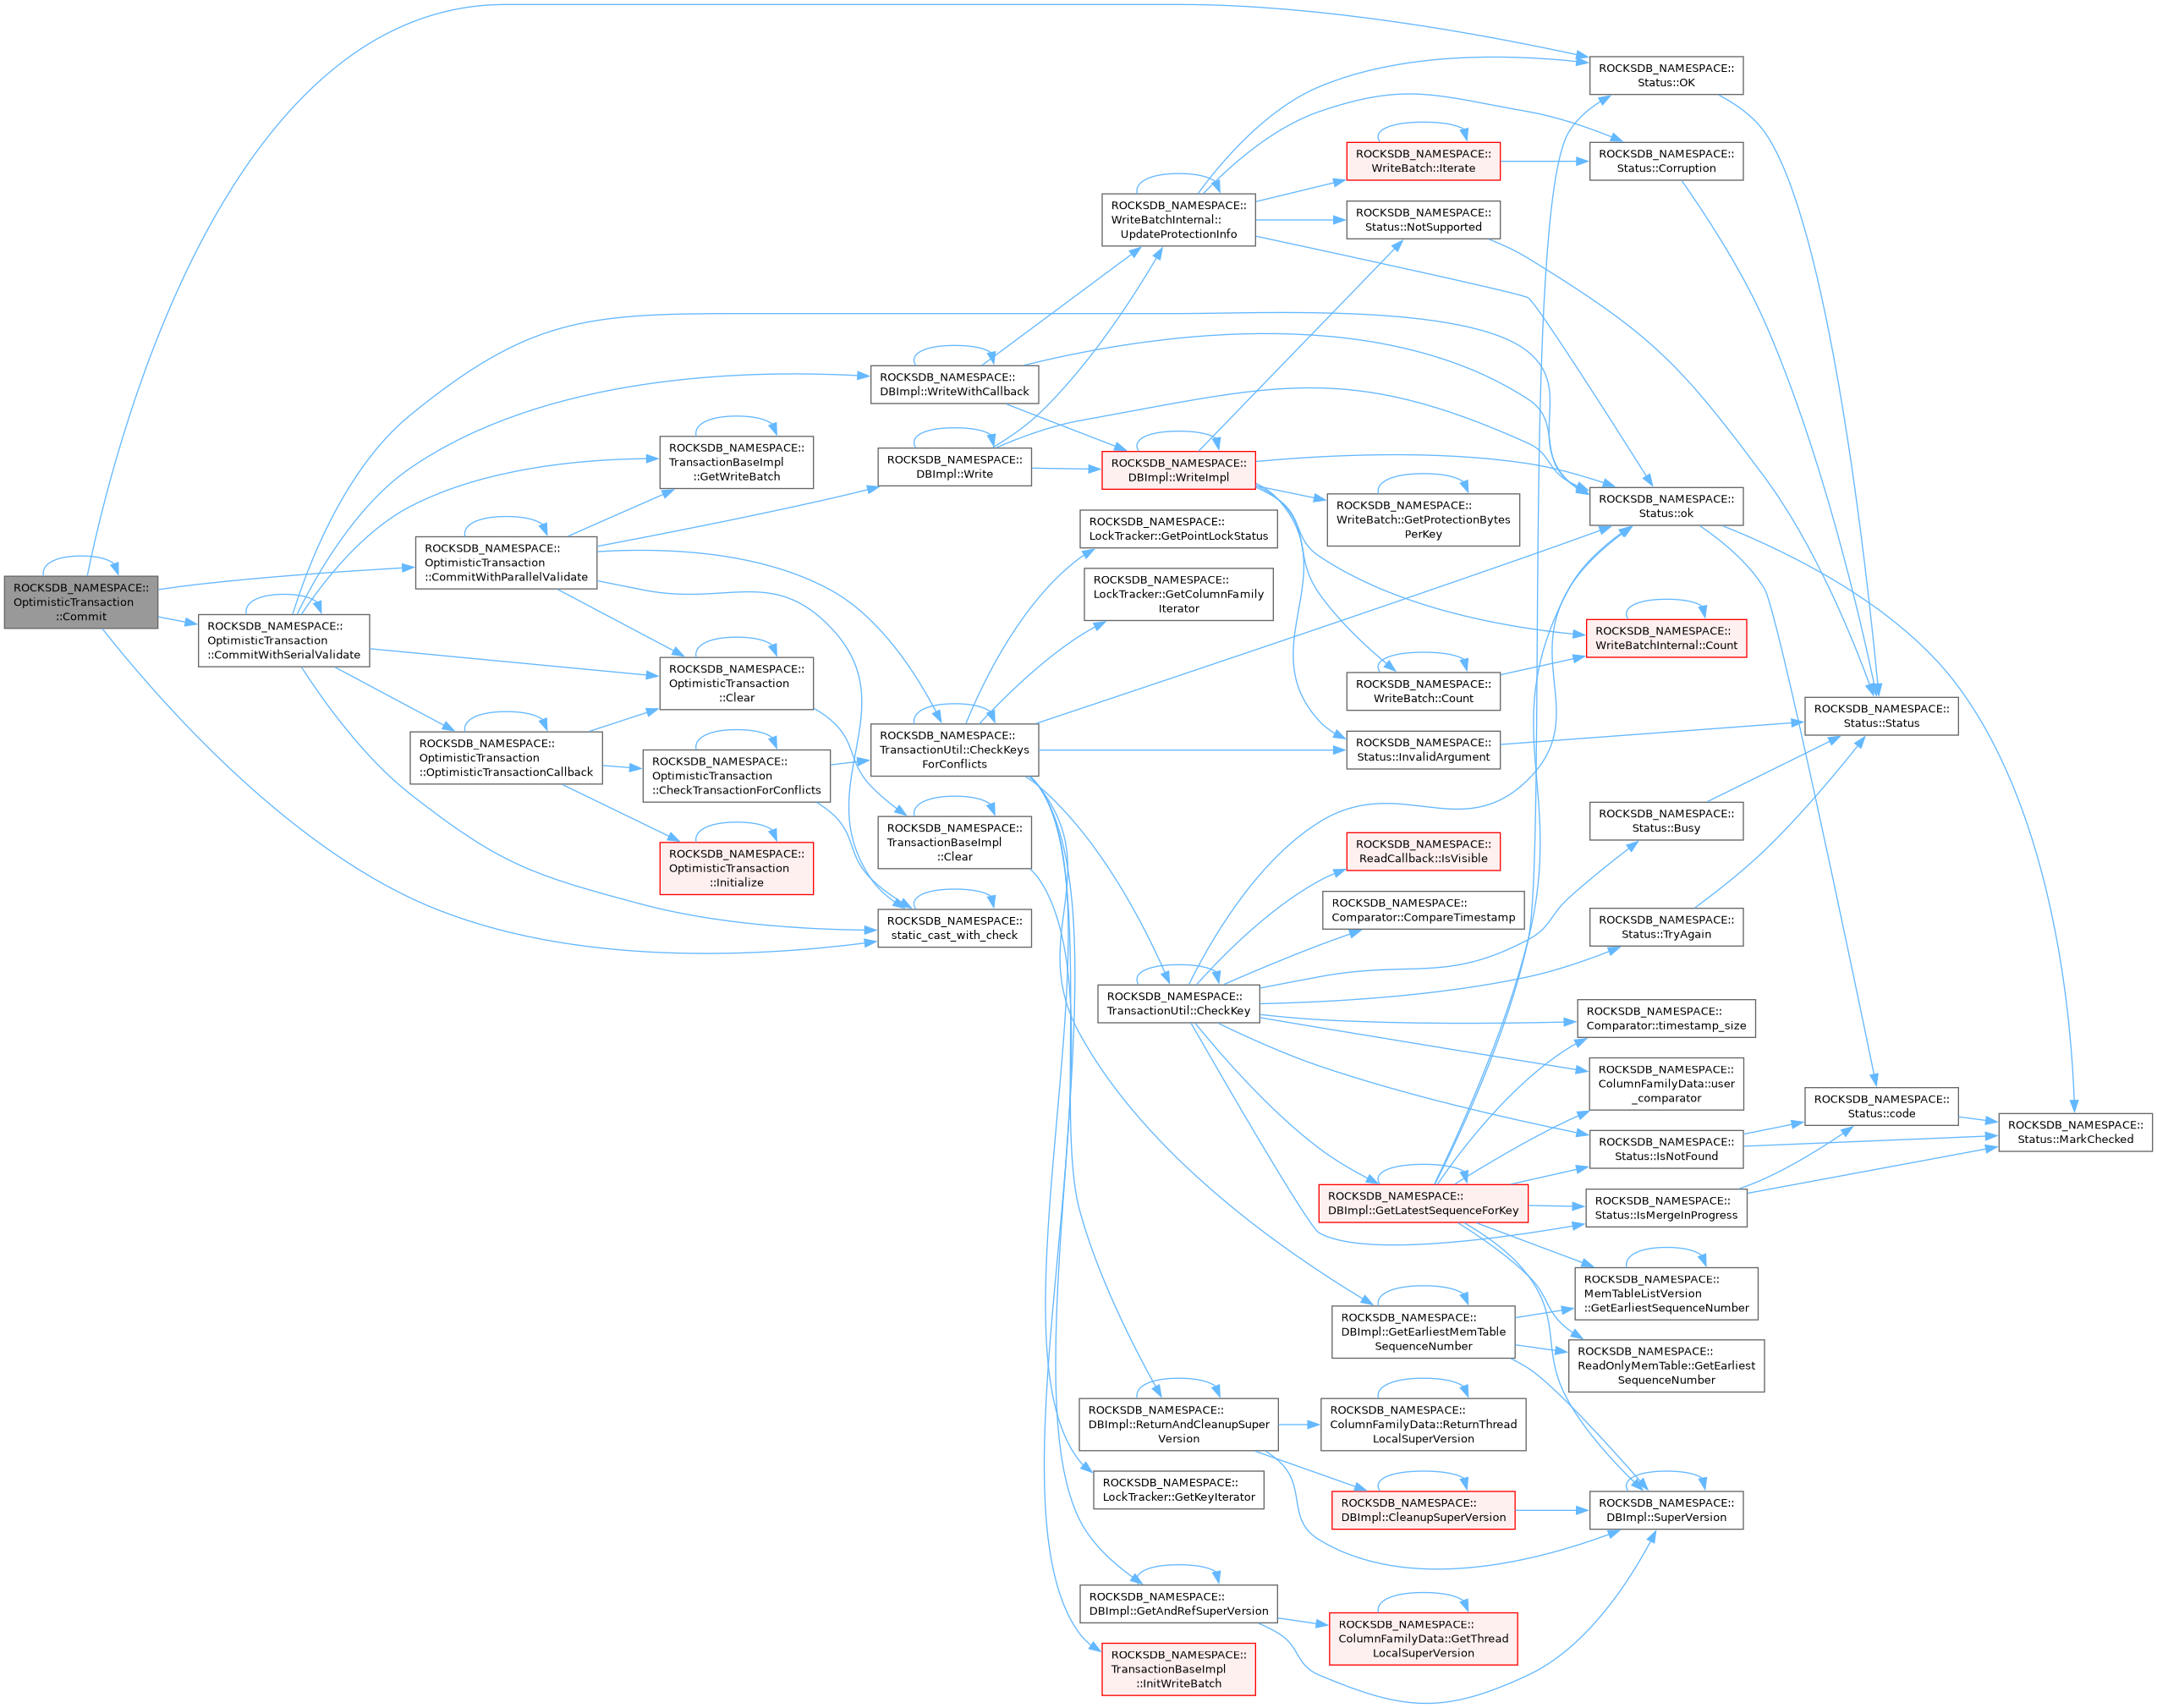 ROCKSDB_NAMESPACE::
OptimisticTransaction
::Commit
ROCKSDB_NAMESPACE::
OptimisticTransaction
::CommitWithSerialValidate
ROCKSDB_NAMESPACE::
OptimisticTransaction
::CommitWithParallelValidate
ROCKSDB_NAMESPACE::
OptimisticTransaction
::OptimisticTransactionCallback
ROCKSDB_NAMESPACE::
TransactionBaseImpl
::GetWriteBatch
ROCKSDB_NAMESPACE::
OptimisticTransaction
::Clear
ROCKSDB_NAMESPACE::
OptimisticTransaction
::CheckTransactionForConflicts
ROCKSDB_NAMESPACE::
OptimisticTransaction
::Initialize
ROCKSDB_NAMESPACE::
DBImpl::WriteWithCallback
ROCKSDB_NAMESPACE::
DBImpl::Write
ROCKSDB_NAMESPACE::
TransactionUtil::CheckKeys
ForConflicts
ROCKSDB_NAMESPACE::
TransactionBaseImpl
::Clear
ROCKSDB_NAMESPACE::
static_cast_with_check
ROCKSDB_NAMESPACE::
WriteBatchInternal::
UpdateProtectionInfo
ROCKSDB_NAMESPACE::
DBImpl::WriteImpl
ROCKSDB_NAMESPACE::
LockTracker::GetPointLockStatus
ROCKSDB_NAMESPACE::
LockTracker::GetColumnFamily
Iterator
ROCKSDB_NAMESPACE::
TransactionUtil::CheckKey
ROCKSDB_NAMESPACE::
DBImpl::ReturnAndCleanupSuper
Version
ROCKSDB_NAMESPACE::
LockTracker::GetKeyIterator
ROCKSDB_NAMESPACE::
DBImpl::GetAndRefSuperVersion
ROCKSDB_NAMESPACE::
TransactionBaseImpl
::InitWriteBatch
ROCKSDB_NAMESPACE::
WriteBatch::Iterate
ROCKSDB_NAMESPACE::
Status::NotSupported
ROCKSDB_NAMESPACE::
WriteBatch::GetProtectionBytes
PerKey
ROCKSDB_NAMESPACE::
WriteBatch::Count
ROCKSDB_NAMESPACE::
Status::InvalidArgument
ROCKSDB_NAMESPACE::
ReadCallback::IsVisible
ROCKSDB_NAMESPACE::
Comparator::CompareTimestamp
ROCKSDB_NAMESPACE::
DBImpl::GetLatestSequenceForKey
ROCKSDB_NAMESPACE::
DBImpl::GetEarliestMemTable
SequenceNumber
ROCKSDB_NAMESPACE::
ColumnFamilyData::ReturnThread
LocalSuperVersion
ROCKSDB_NAMESPACE::
DBImpl::CleanupSuperVersion
ROCKSDB_NAMESPACE::
ColumnFamilyData::GetThread
LocalSuperVersion
ROCKSDB_NAMESPACE::
Status::OK
ROCKSDB_NAMESPACE::
Status::Corruption
ROCKSDB_NAMESPACE::
Status::ok
ROCKSDB_NAMESPACE::
WriteBatchInternal::Count
ROCKSDB_NAMESPACE::
Status::Busy
ROCKSDB_NAMESPACE::
Status::TryAgain
ROCKSDB_NAMESPACE::
Comparator::timestamp_size
ROCKSDB_NAMESPACE::
ColumnFamilyData::user
_comparator
ROCKSDB_NAMESPACE::
Status::IsNotFound
ROCKSDB_NAMESPACE::
Status::IsMergeInProgress
ROCKSDB_NAMESPACE::
MemTableListVersion
::GetEarliestSequenceNumber
ROCKSDB_NAMESPACE::
ReadOnlyMemTable::GetEarliest
SequenceNumber
ROCKSDB_NAMESPACE::
DBImpl::SuperVersion
ROCKSDB_NAMESPACE::
Status::Status
ROCKSDB_NAMESPACE::
Status::code
ROCKSDB_NAMESPACE::
Status::MarkChecked